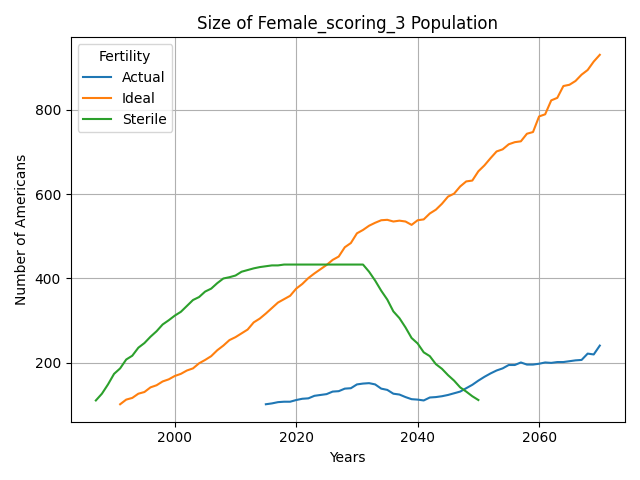 Size of Female_scoring_3 Population
Fertility
Actual
Ideal
Sterile
Number of Americans
800
600
400
200
2000
2020
2040
2060
Years